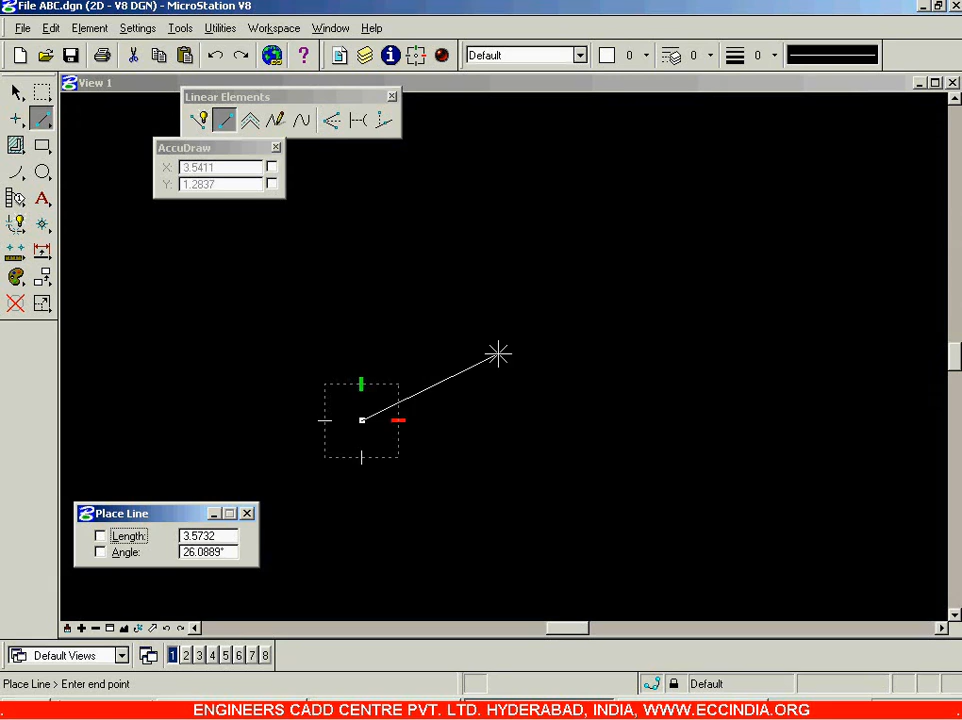 File ABC.dgn (2D - V8 DGN) - MicroStation V8
File Edit Element Settings Tools Utilities Workspace Window Help
Default 0 0 0
View 1
Linear Elements
AccuDraw
X: 3.5411
Y: 1.2837
Place Line
Length: 3.5732
Angle: 26.0889°
Default Views 1 2 3 4 5 6 7 8
Place Line > Enter end point Default
ENGINEERS CADD CENTRE PVT. LTD. HYDERABAD, INDIA, WWW.ECCINDIA.ORG